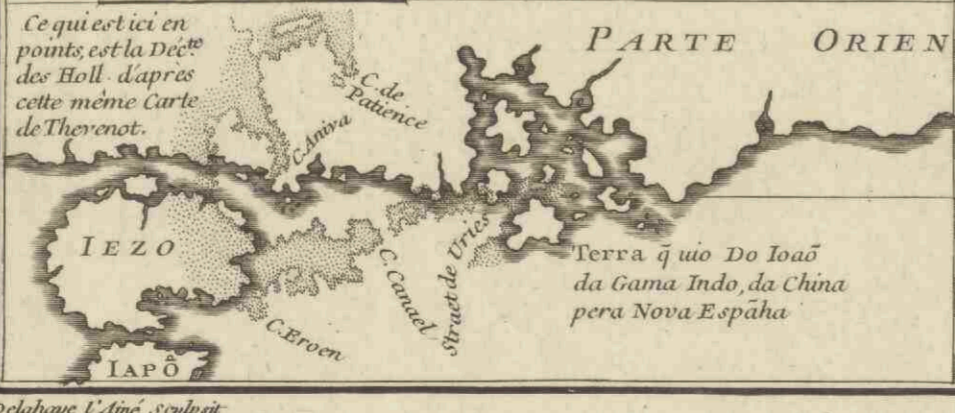 Ce qui est ici en
points, est la Déc.te
des Holl. d'après
cette même Carte
de Thevenot.
PARTE ORIEN
C. de
Patience
C. Aniva
IEZO
C. Canael
Straet de Uries
C. Eroen
Terra q̃ uio Do Ioaõ
da Gama Indo, da China
pera Nova Espãha
IAPÕ
Delahaye l'Ainé Sculpsit